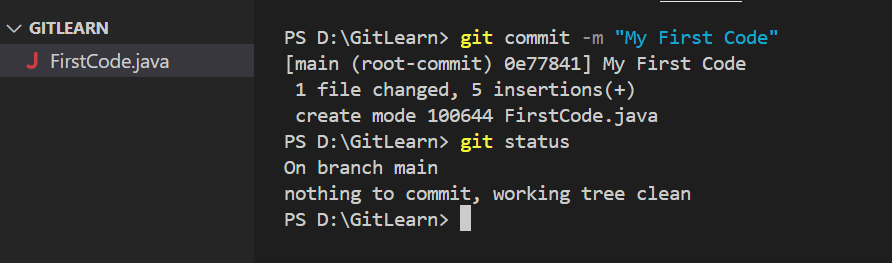 GITLEARN
J FirstCode.java
PS D:\GitLearn> git commit -m "My First Code"
[main (root-commit) 0e77841] My First Code
 1 file changed, 5 insertions(+)
 create mode 100644 FirstCode.java
PS D:\GitLearn> git status
On branch main
nothing to commit, working tree clean
PS D:\GitLearn>